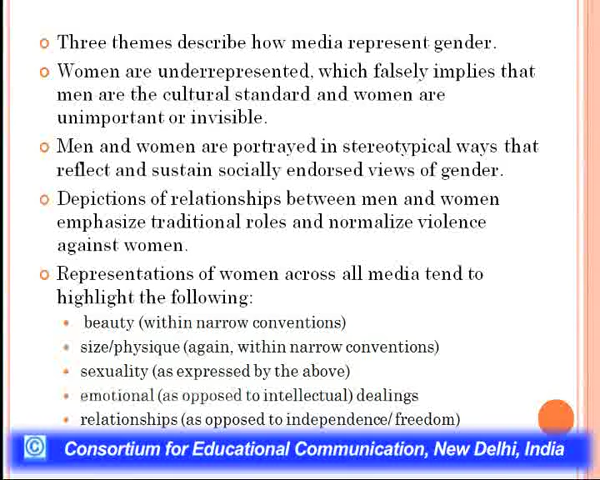 Three themes describe how media represent gender.
Women are underrepresented, which falsely implies that
men are the cultural standard and women are
unimportant or invisible.
Men and women are portrayed in stereotypical ways that
reflect and sustain socially endorsed views of gender.
Depictions of relationships between men and women
emphasize traditional roles and normalize violence
against women.
Representations of women across all media tend to
highlight the following:
beauty (within narrow conventions)
size/physique (again, within narrow conventions)
sexuality (as expressed by the above)
emotional (as opposed to intellectual) dealings
relationships (as opposed to independence/ freedom)
© Consortium for Educational Communication, New Delhi, India